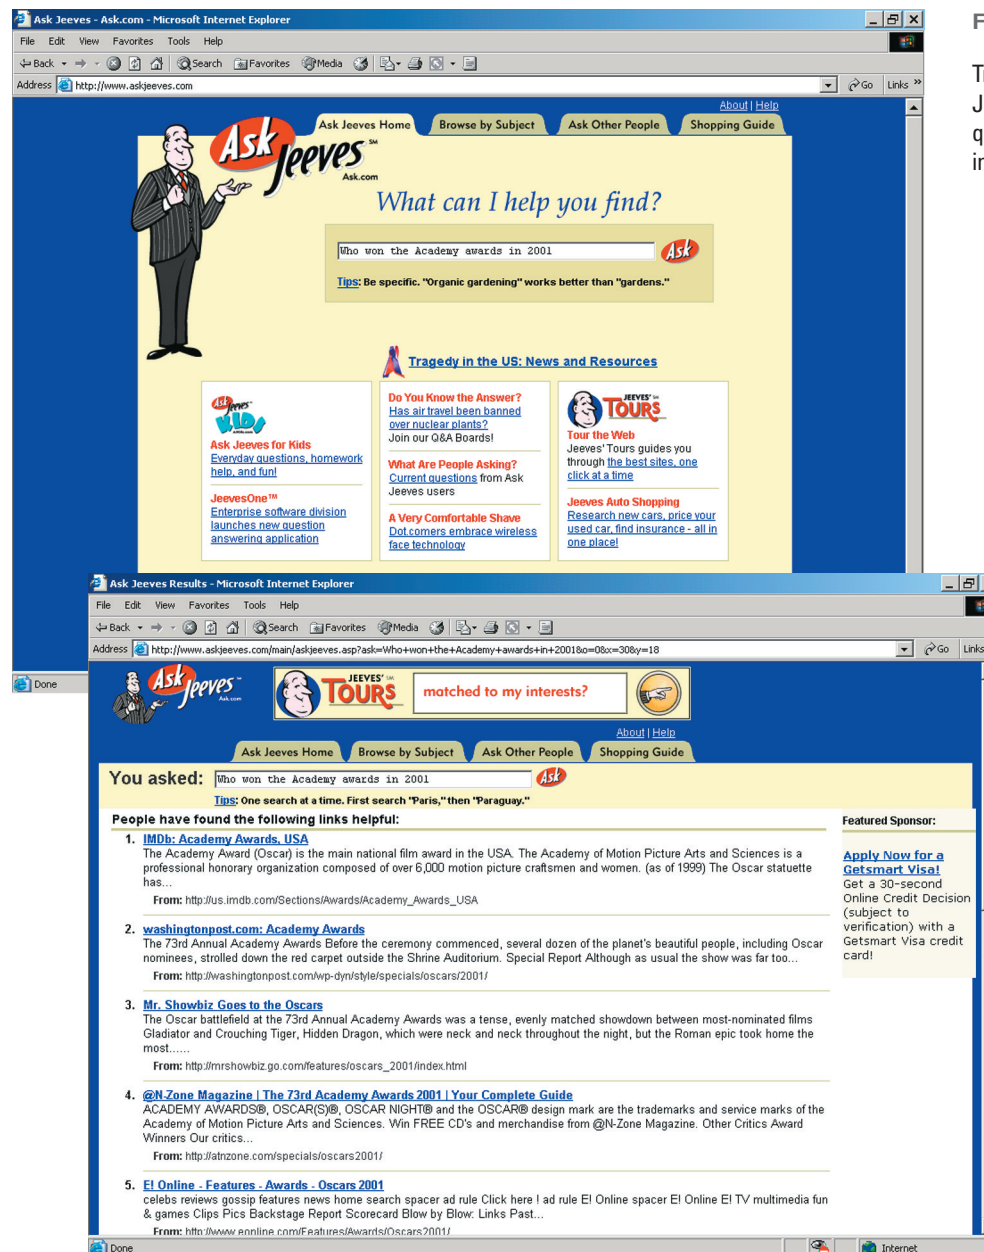 Ask Jeeves - Ask.com - Microsoft Internet Explorer
File Edit View Favorites Tools Help
Back Search Favorites Media
Address http://www.askjeeves.com Go Links »
About | Help
Ask Jeeves Home Browse by Subject Ask Other People Shopping Guide
Ask Jeeves SM
Ask.com
What can I help you find?
Who won the Academy awards in 2001 Ask
Tips: Be specific. "Organic gardening" works better than "gardens."
Tragedy in the US: News and Resources
Ask Jeeves KIDS
Ask Jeeves for Kids
Everyday questions, homework
help, and fun!
JeevesOne™
Enterprise software division
launches new question
answering application
Do You Know the Answer?
Has air travel been banned
over nuclear plants?
Join our Q&A Boards!
What Are People Asking?
Current questions from Ask
Jeeves users
A Very Comfortable Shave
Dot.comers embrace wireless
face technology
JEEVES' SM
TOURS
Tour the Web
Jeeves' Tours guides you
through the best sites, one
click at a time
Jeeves Auto Shopping
Research new cars, price your
used car, find insurance - all in
one place!
Done
Ask Jeeves Results - Microsoft Internet Explorer
File Edit View Favorites Tools Help
Back Search Favorites Media
Address http://www.askjeeves.com/main/askjeeves.asp?ask=Who+won+the+Academy+awards+in+2001&o=0&x=30&y=18 Go Links
Ask Jeeves
Ask.com
JEEVES'
TOURS
matched to my interests?
About | Help
Ask Jeeves Home Browse by Subject Ask Other People Shopping Guide
You asked: Who won the Academy awards in 2001 Ask
Tips: One search at a time. First search "Paris," then "Paraguay."
People have found the following links helpful:
1. IMDb: Academy Awards, USA
The Academy Award (Oscar) is the main national film award in the USA. The Academy of Motion Picture Arts and Sciences is a
professional honorary organization composed of over 6,000 motion picture craftsmen and women. (as of 1999) The Oscar statuette
has...
From: http://us.imdb.com/Sections/Awards/Academy_Awards_USA
2. washingtonpost.com: Academy Awards
The 73rd Annual Academy Awards Before the ceremony commenced, several dozen of the planet's beautiful people, including Oscar
nominees, strolled down the red carpet outside the Shrine Auditorium. Special Report Although as usual the show was far too...
From: http://washingtonpost.com/wp-dyn/style/specials/oscars/2001/
3. Mr. Showbiz Goes to the Oscars
The Oscar battlefield at the 73rd Annual Academy Awards was a tense, evenly matched showdown between most-nominated films
Gladiator and Crouching Tiger, Hidden Dragon, which were neck and neck throughout the night, but the Roman epic took home the
most......
From: http://mrshowbiz.go.com/features/oscars_2001/index.html
4. @N-Zone Magazine | The 73rd Academy Awards 2001 | Your Complete Guide
ACADEMY AWARDS®, OSCAR(S)®, OSCAR NIGHT® and the OSCAR® design mark are the trademarks and service marks of the
Academy of Motion Picture Arts and Sciences. Win FREE CD's and merchandise from @N-Zone Magazine. Other Critics Award
Winners Our critics...
From: http://atnzone.com/specials/oscars2001/
5. E! Online - Features - Awards - Oscars 2001
celebs reviews gossip features news home search spacer ad rule Click here ! ad rule E! Online spacer E! Online E! TV multimedia fun
& games Clips Pics Backstage Report Scorecard Blow by Blow: Links Past...
From: http://www.eonline.com/Features/Awards/Oscars2001/
Featured Sponsor:
Apply Now for a
Getsmart Visa!
Get a 30-second
Online Credit Decision
(subject to
verification) with a
Getsmart Visa credit
card!
Done Internet